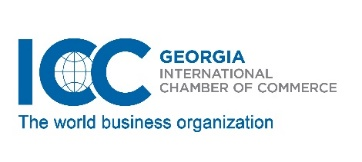 ICC
GEORGIA
INTERNATIONAL
CHAMBER OF COMMERCE
The world business organization